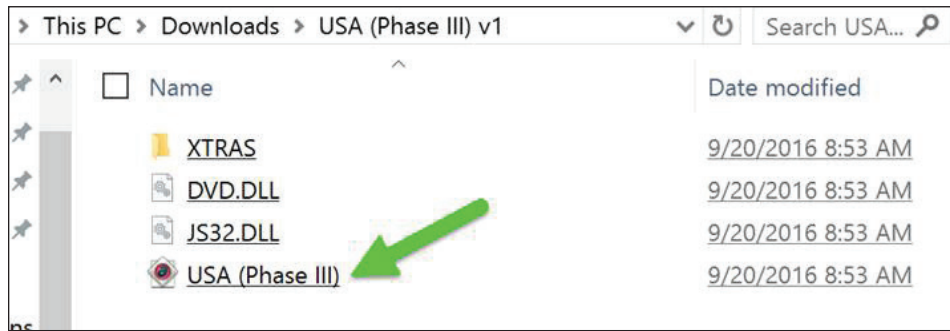 > This PC > Downloads > USA (Phase III) v1 Search USA...
Name Date modified
XTRAS 9/20/2016 8:53 AM
DVD.DLL 9/20/2016 8:53 AM
JS32.DLL 9/20/2016 8:53 AM
USA (Phase III) 9/20/2016 8:53 AM